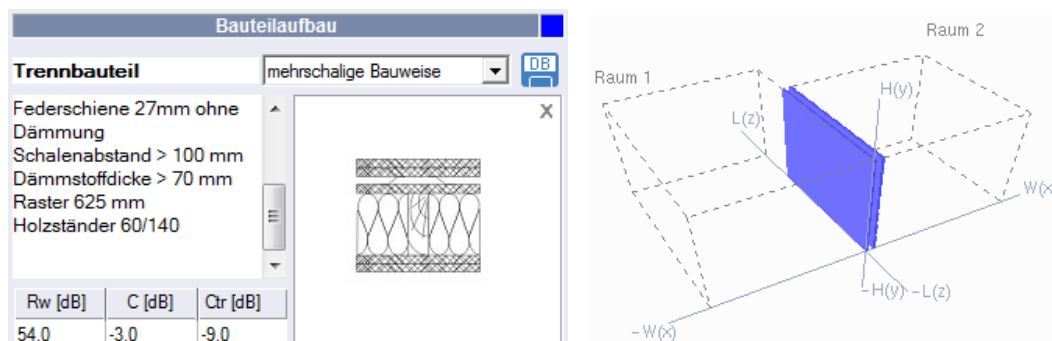 Bauteilaufbau
Trennbauteil
mehrschalige Bauweise
DB
Federschiene 27mm ohne
Dämmung
Schalenabstand > 100 mm
Dämmstoffdicke > 70 mm
Raster 625 mm
Holzständer 60/140
X
Rw [dB] C [dB] Ctr [dB]
54.0 -3.0 -9.0
Raum 2
Raum 1
H(y)
L(z)
W(x
-H(y) -L(z)
-W(x)